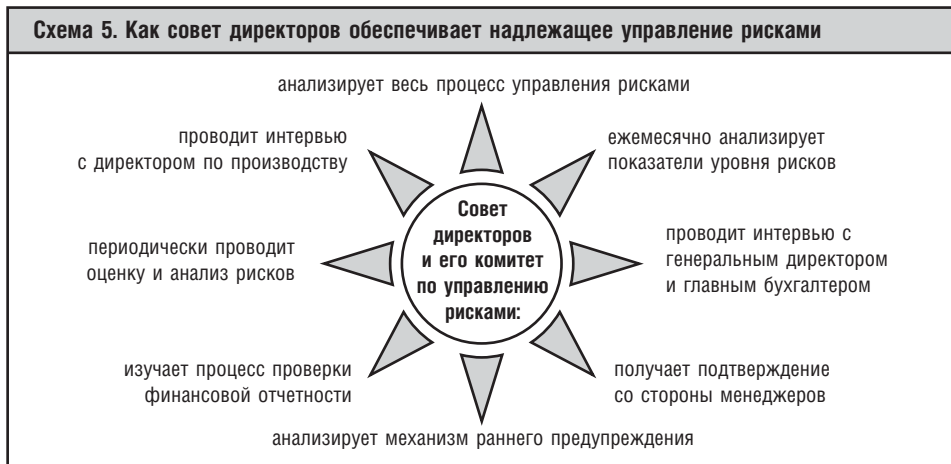 Схема 5. Как совет директоров обеспечивает надлежащее управление рисками
анализирует весь процесс управления рисками
проводит интервью
с директором по производству
ежемесячно анализирует
показатели уровня рисков
периодически проводит
оценку и анализ рисков
Совет
директоров
и его комитет
по управлению
рисками:
проводит интервью с
генеральным директором
и главным бухгалтером
изучает процесс проверки
финансовой отчетности
получает подтверждение
со стороны менеджеров
анализирует механизм раннего предупреждения